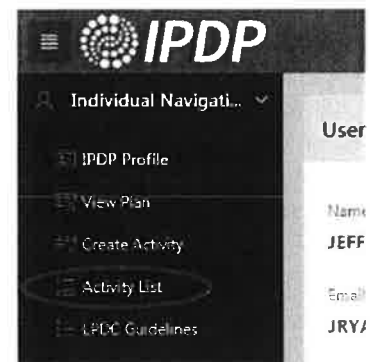 IPDP
Individual Navigati...
User
IPDP Profile
View Plan
Name
Create Activity
JEFF
Activity List
Email
LPDC Guidelines
JRYA